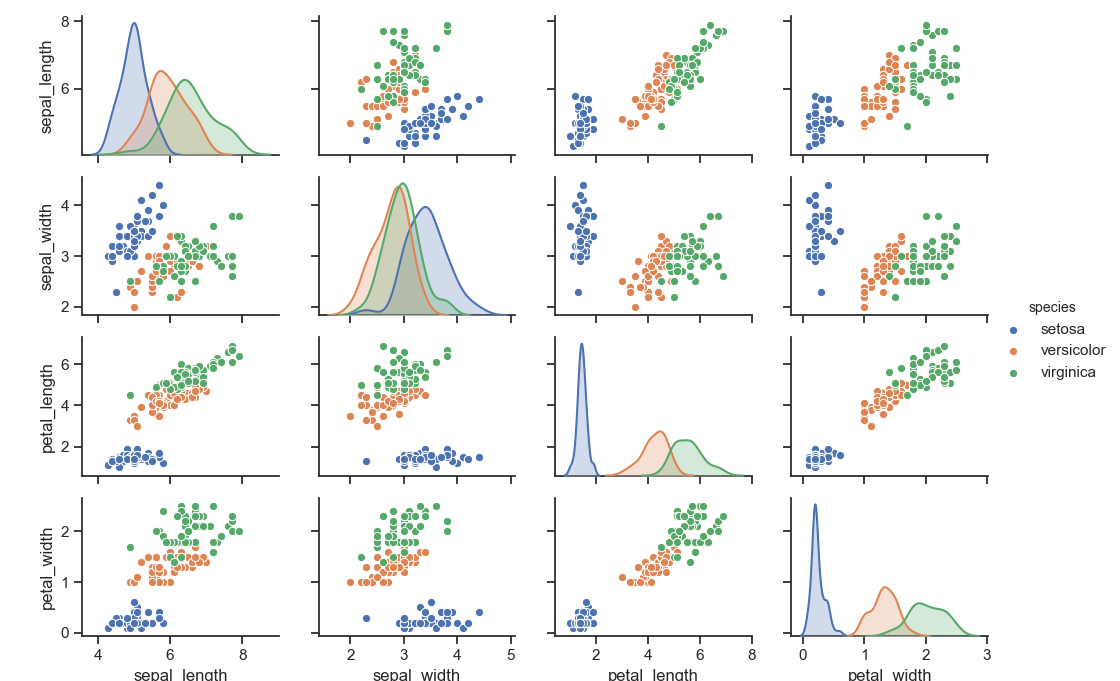 8
6
sepal_length
4
3
2
sepal_width
species
setosa
versicolor
virginica
6
4
2
petal_length
2
1
0
petal_width
4 6 8
2 3 4 5
2 4 6 8
0 1 2 3
sepal_length
sepal_width
petal_length
petal_width